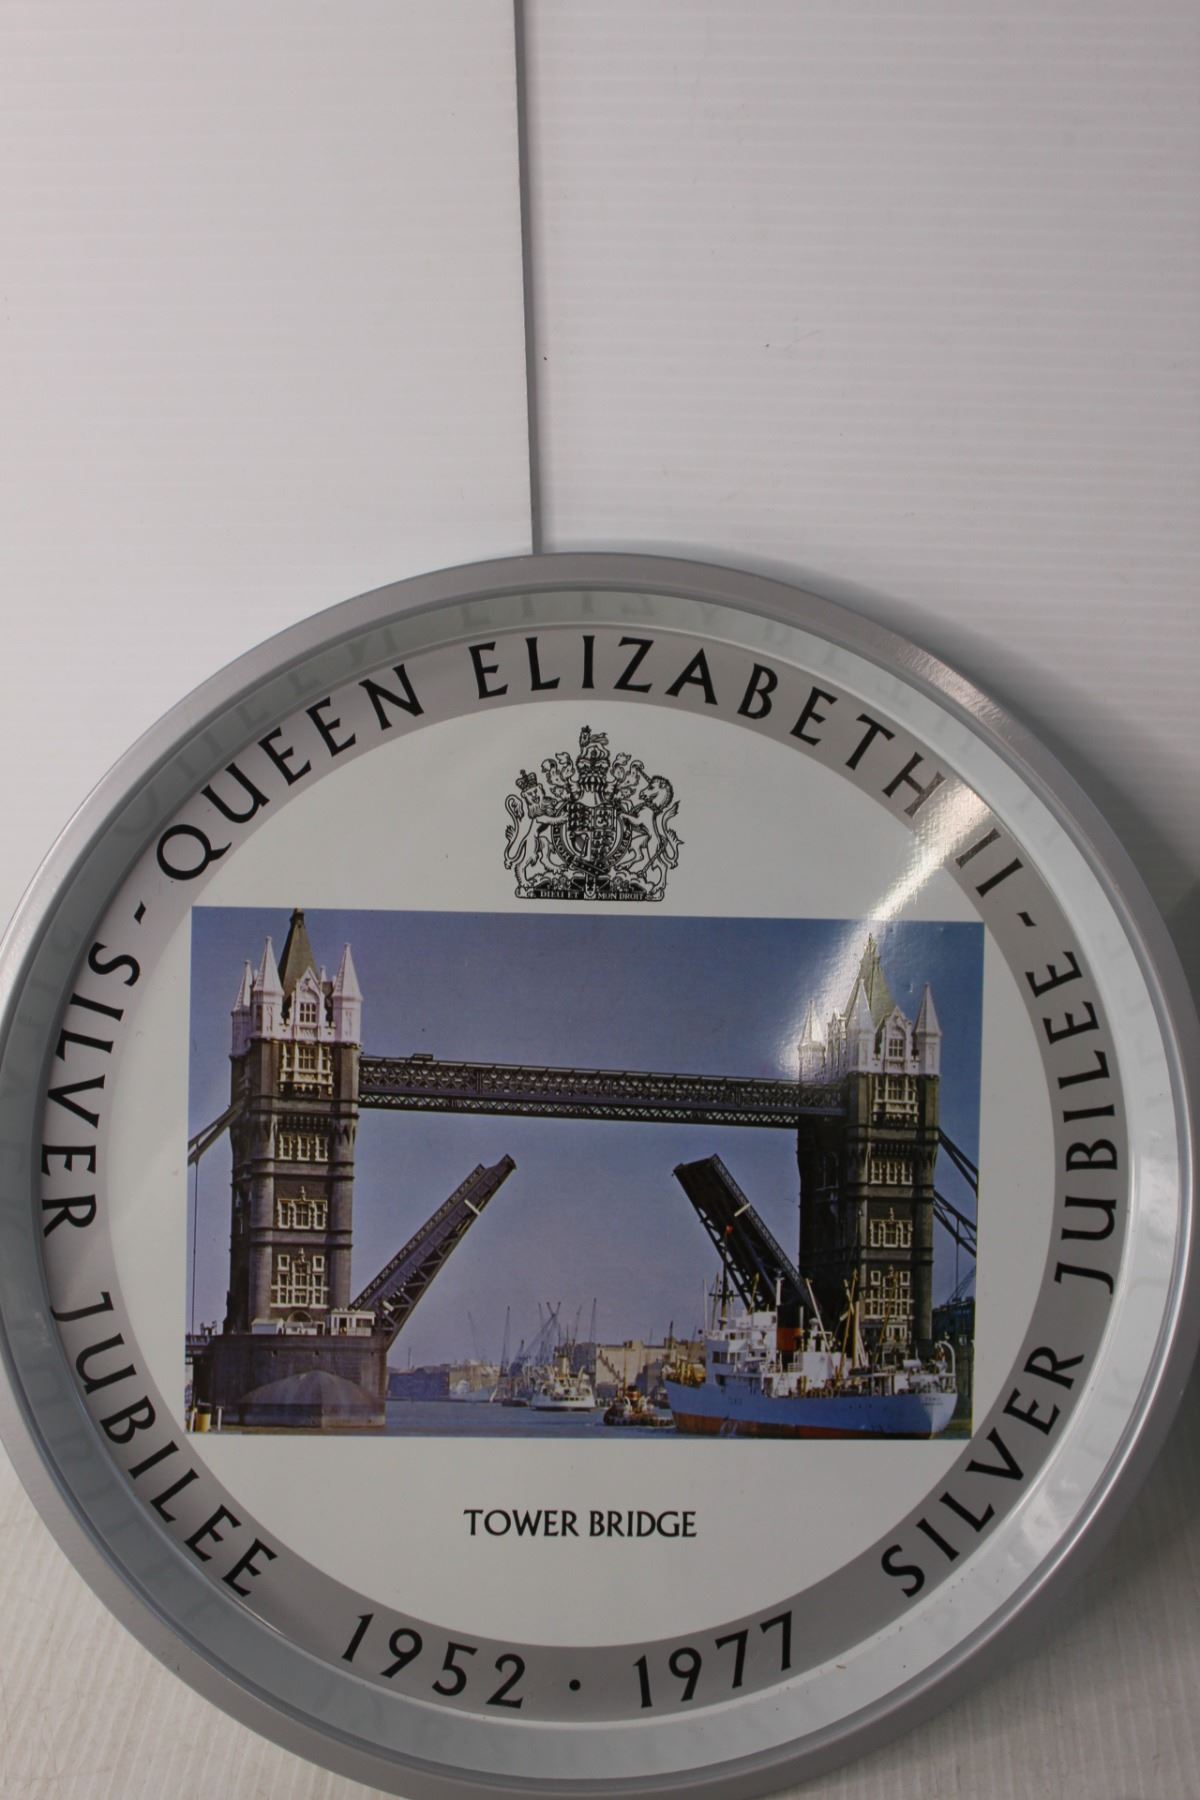 QUEEN ELIZABETH II - SILVER JUBILEE
1952 · 1977
SILVER JUBILEE -
DIEU ET MON DROIT
TOWER BRIDGE